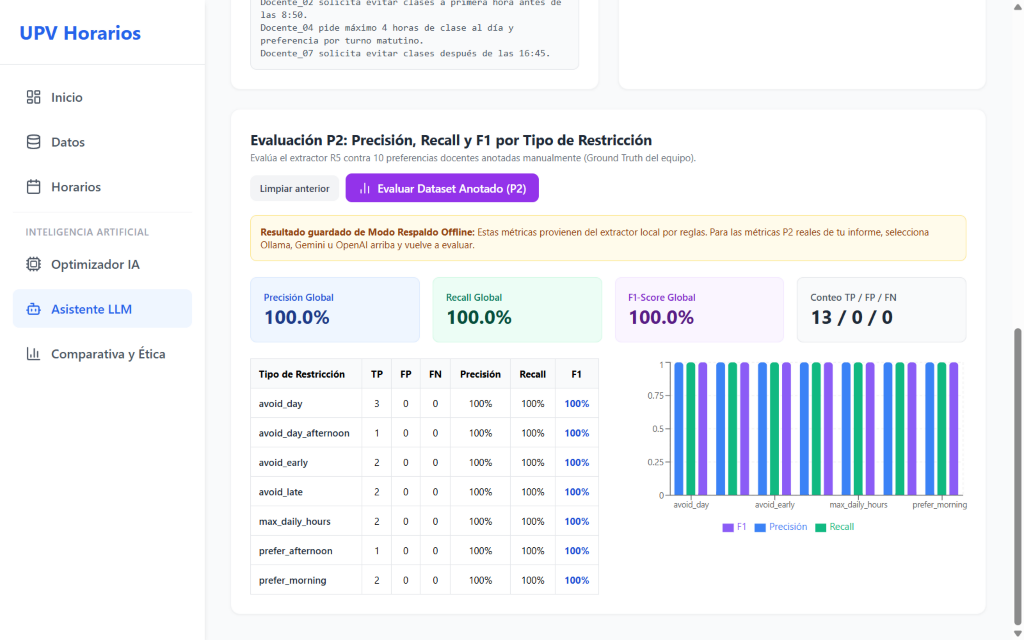 UPV Horarios
Inicio
Datos
Horarios
INTELIGENCIA ARTIFICIAL
Optimizador IA
Asistente LLM
Comparativa y Ética
Docente_02 solicita evitar clases a primera hora antes de
las 8:50.
Docente_04 pide máximo 4 horas de clase al día y
preferencia por turno matutino.
Docente_07 solicita evitar clases después de las 16:45.
Evaluación P2: Precisión, Recall y F1 por Tipo de Restricción
Evalúa el extractor R5 contra 10 preferencias docentes anotadas manualmente (Ground Truth del equipo).
Limpiar anterior
Evaluar Dataset Anotado (P2)
Resultado guardado de Modo Respaldo Offline: Estas métricas provienen del extractor local por reglas. Para las métricas P2 reales de tu informe, selecciona
Ollama, Gemini u OpenAI arriba y vuelve a evaluar.
Precisión Global
100.0%
Recall Global
100.0%
F1-Score Global
100.0%
Conteo TP / FP / FN
13 / 0 / 0
Tipo de Restricción TP FP FN Precisión Recall F1
avoid_day 3 0 0 100% 100% 100%
avoid_day_afternoon 1 0 0 100% 100% 100%
avoid_early 2 0 0 100% 100% 100%
avoid_late 2 0 0 100% 100% 100%
max_daily_hours 2 0 0 100% 100% 100%
prefer_afternoon 1 0 0 100% 100% 100%
prefer_morning 2 0 0 100% 100% 100%
1
0.75
0.5
0.25
0
avoid_day avoid_early max_daily_hours prefer_morning
F1 Precisión Recall